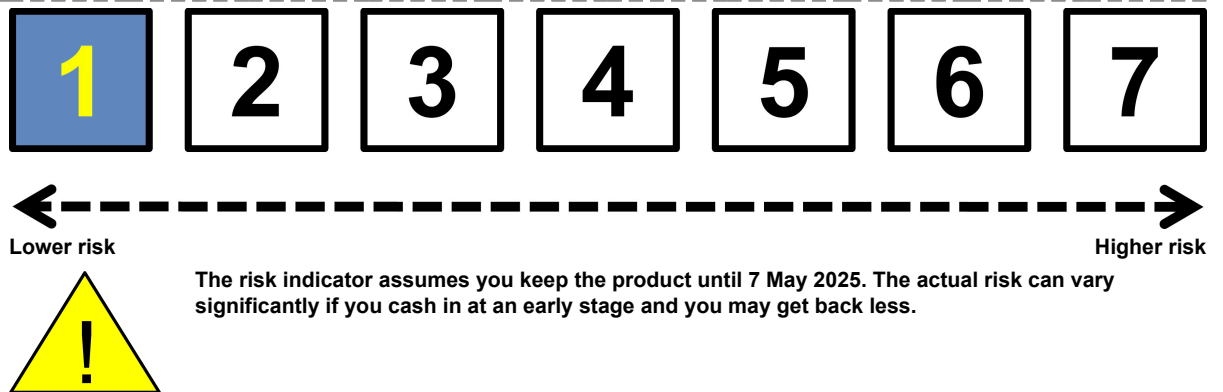 1 2 3 4 5 6 7
Lower risk Higher risk
The risk indicator assumes you keep the product until 7 May 2025. The actual risk can vary
significantly if you cash in at an early stage and you may get back less.
!